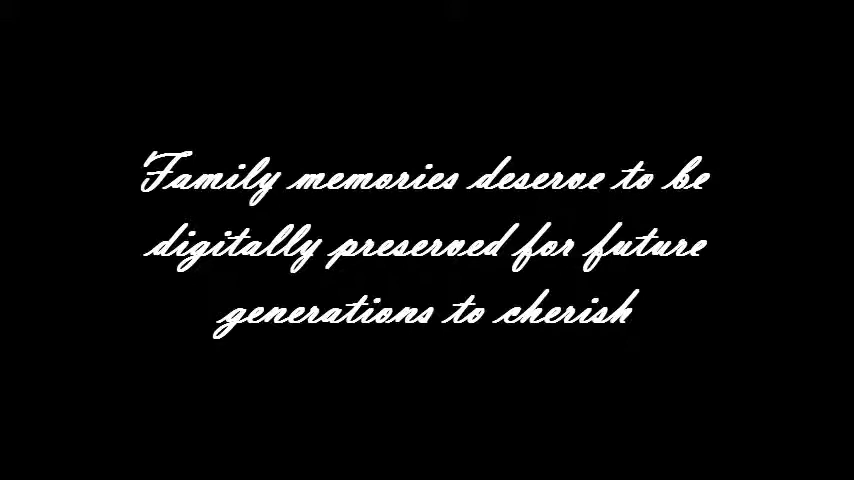 Family memories deserve to be
digitally preserved for future
generations to cherish